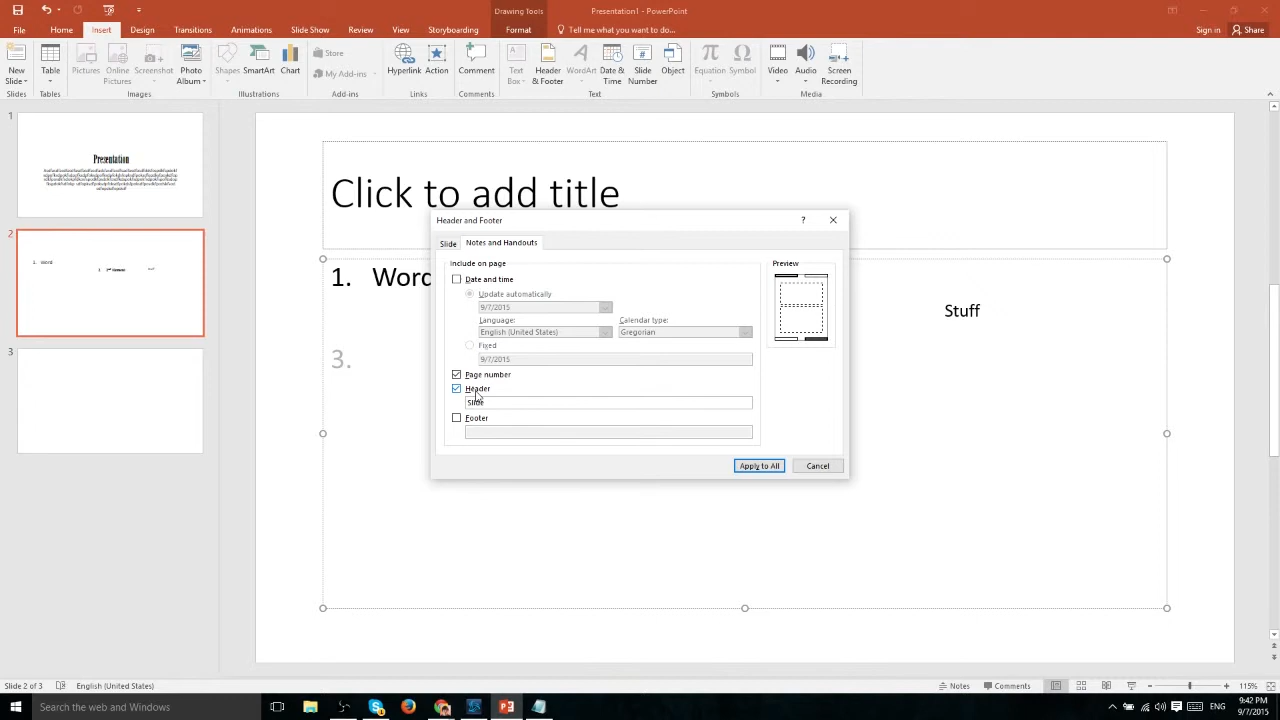 Drawing Tools
Presentation1 - PowerPoint
File
Home
Insert
Design
Transitions
Animations
Slide Show
Review
View
Storyboarding
Format
Tell me what you want to do...
Sign in
Share
New Slide
Table
Pictures
Online Pictures
Screenshot
Photo Album
Shapes
SmartArt
Chart
Store
My Add-ins
Hyperlink
Action
Comment
Text Box
Header & Footer
WordArt
Date & Time
Slide Number
Object
Equation
Symbol
Video
Audio
Screen Recording
Slides
Tables
Images
Illustrations
Add-ins
Links
Comments
Text
Symbols
Media
1
Presentation
2
1. Word
3
Click to add title
1. Word
Stuff
3.
Header and Footer
?
Slide
Notes and Handouts
Include on page
Preview
Date and time
Update automatically
9/7/2015
Language:
Calendar type:
English (United States)
Gregorian
Fixed
9/7/2015
Page number
Header
Slide
Footer
Apply to All
Cancel
Slide 2 of 3
English (United States)
Notes
Comments
115%
Search the web and Windows
ENG
9:42 PM
9/7/2015